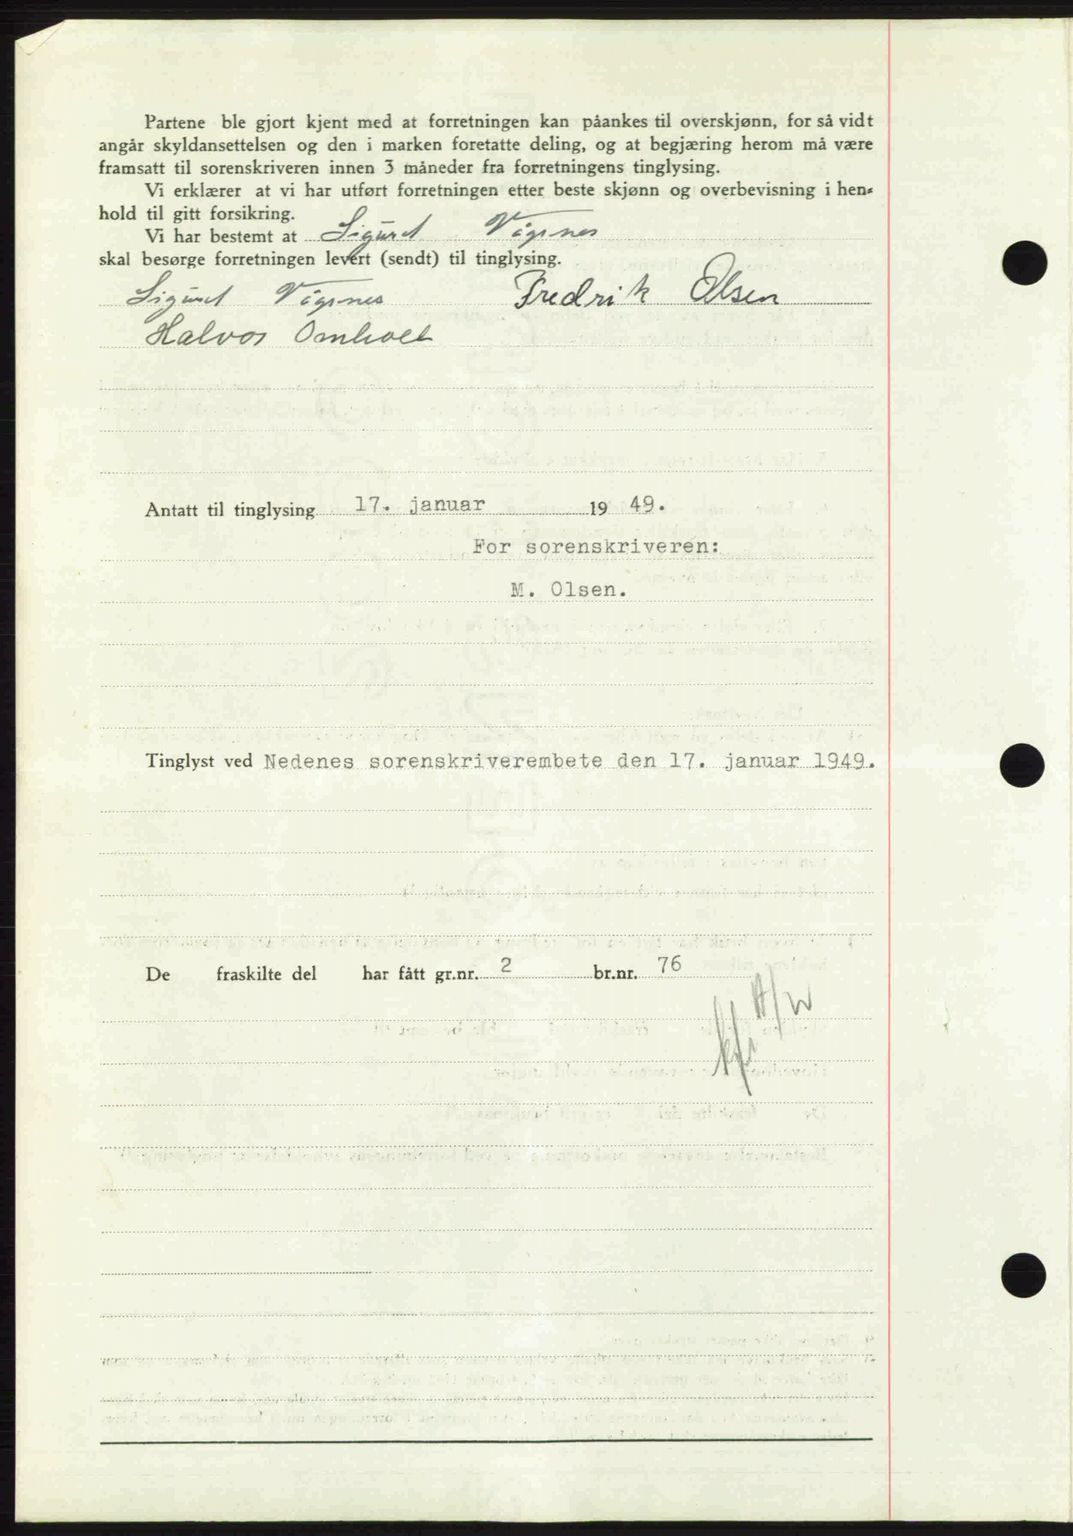 Partene ble gjort kjent med at forretningen kan påankes til overskjønn, for så vidt
angår skyldansettelsen og den i marken foretatte deling, og at begjæring herom må være
framsatt til sorenskriveren innen 3 måneder fra forretningens tinglysing.
Vi erklærer at vi har utført forretningen etter beste skjønn og overbevisning i hen-
hold til gitt forsikring.
Vi har bestemt at Sigurd Vågsnes
skal besørge forretningen levert (sendt) til tinglysing.
Sigurd Vågsnes Fredrik Olsen
Halvor Omholt
Antatt til tinglysing 17. januar 19 49.
For sorenskriveren:
M. Olsen.
Tinglyst ved Nedenes sorenskriverembete den 17. januar 1949.
De fraskilte del har fått gr.nr. 2 br.nr. 76